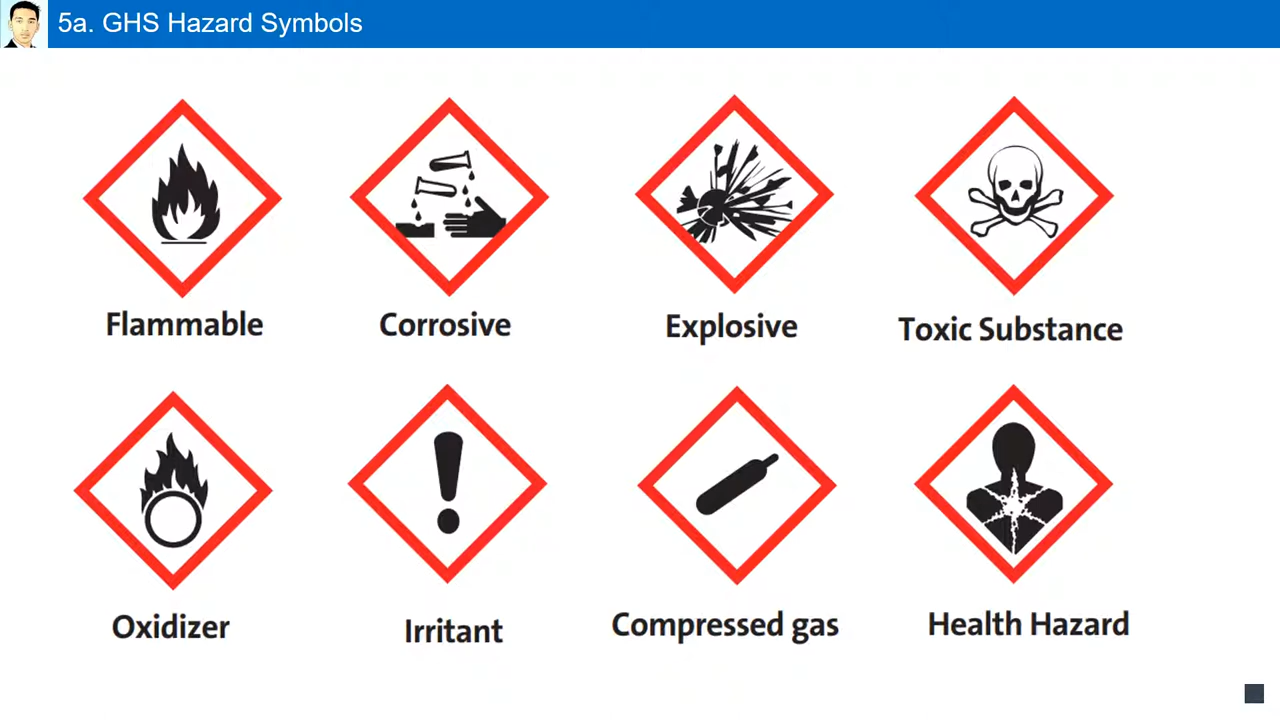 5a. GHS Hazard Symbols
Flammable
Corrosive
Explosive
Toxic Substance
Oxidizer
Irritant
Compressed gas
Health Hazard